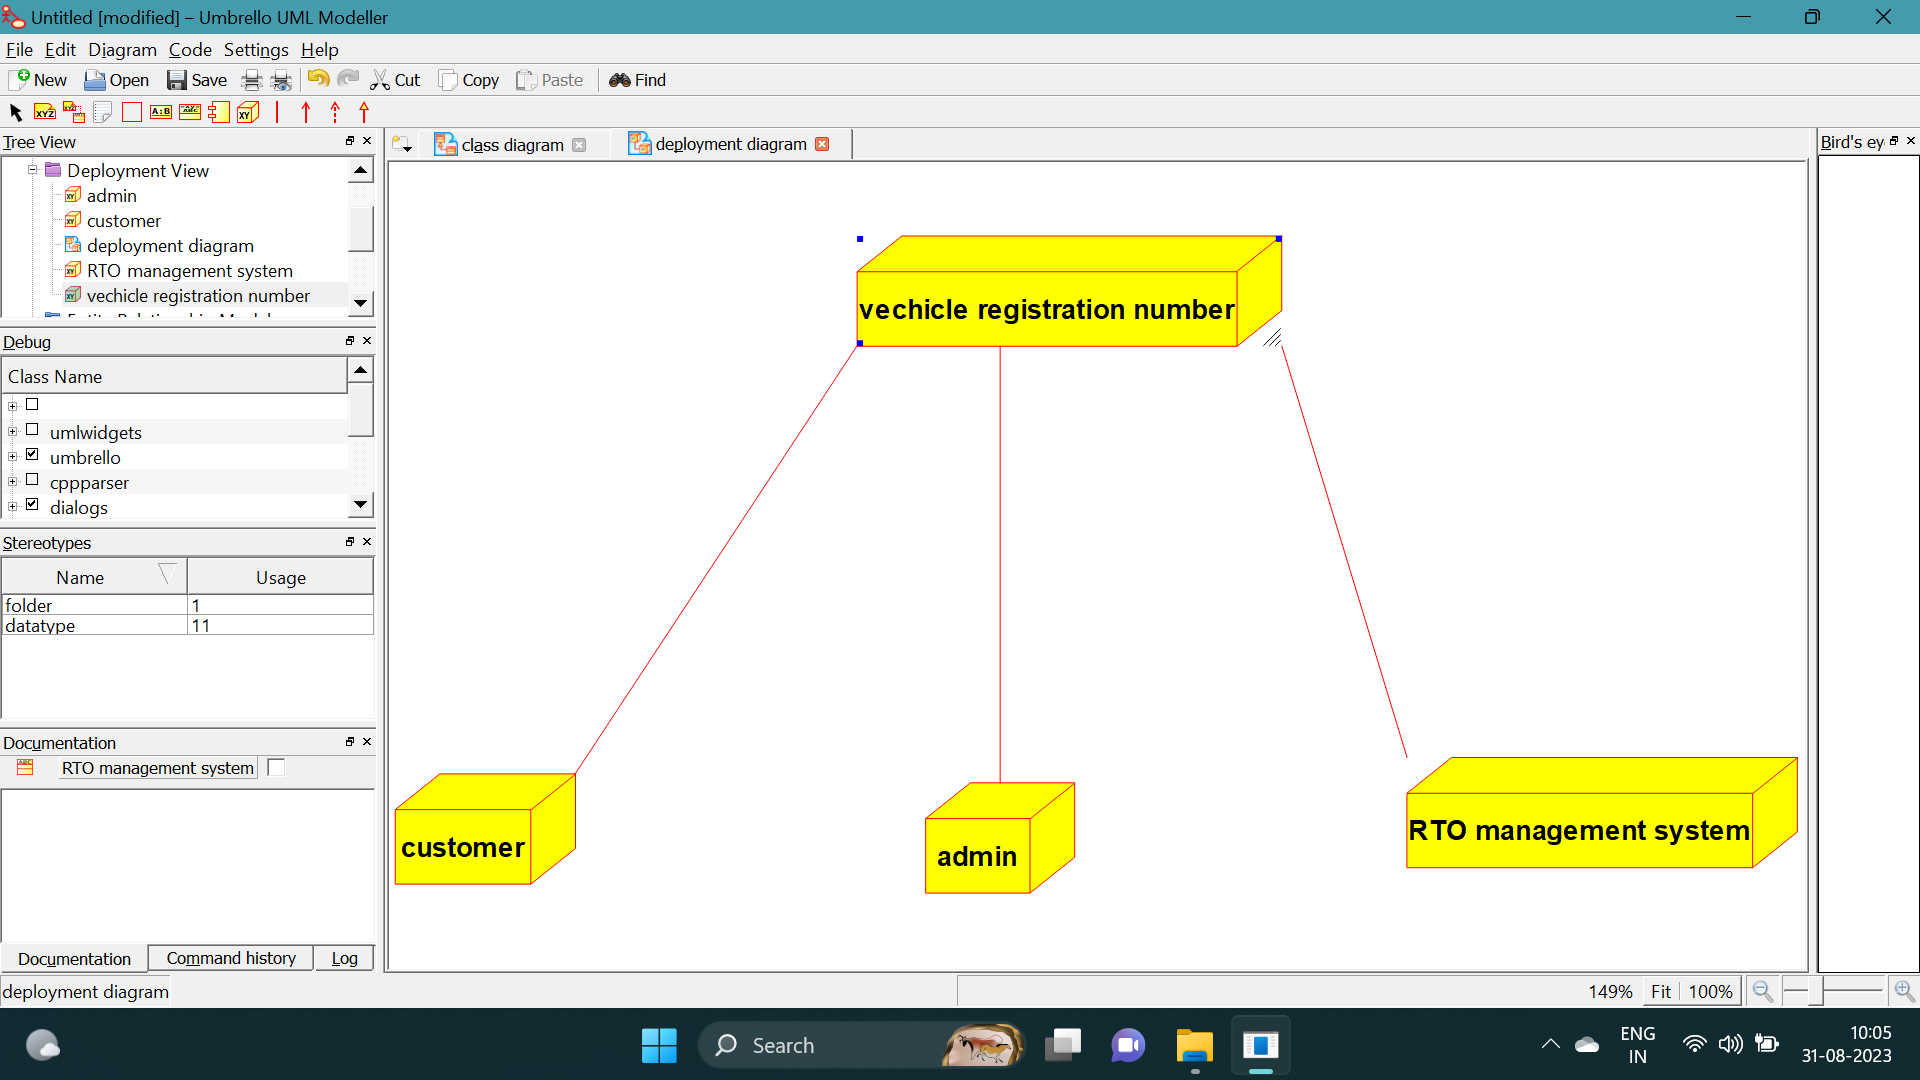 Untitled [modified] – Umbrello UML Modeller
File Edit Diagram Code Settings Help
New Open Save Cut Copy Paste Find
Tree View
class diagram
deployment diagram
Bird's ey
Deployment View
admin
customer
deployment diagram
RTO management system
vechicle registration number
Debug
Class Name
umlwidgets
umbrello
cppparser
dialogs
Stereotypes
Name Usage
folder 1
datatype 11
Documentation
RTO management system
Documentation Command history Log
vechicle registration number
customer
admin
RTO management system
deployment diagram
149% Fit 100%
Search
ENG
IN
10:05
31-08-2023